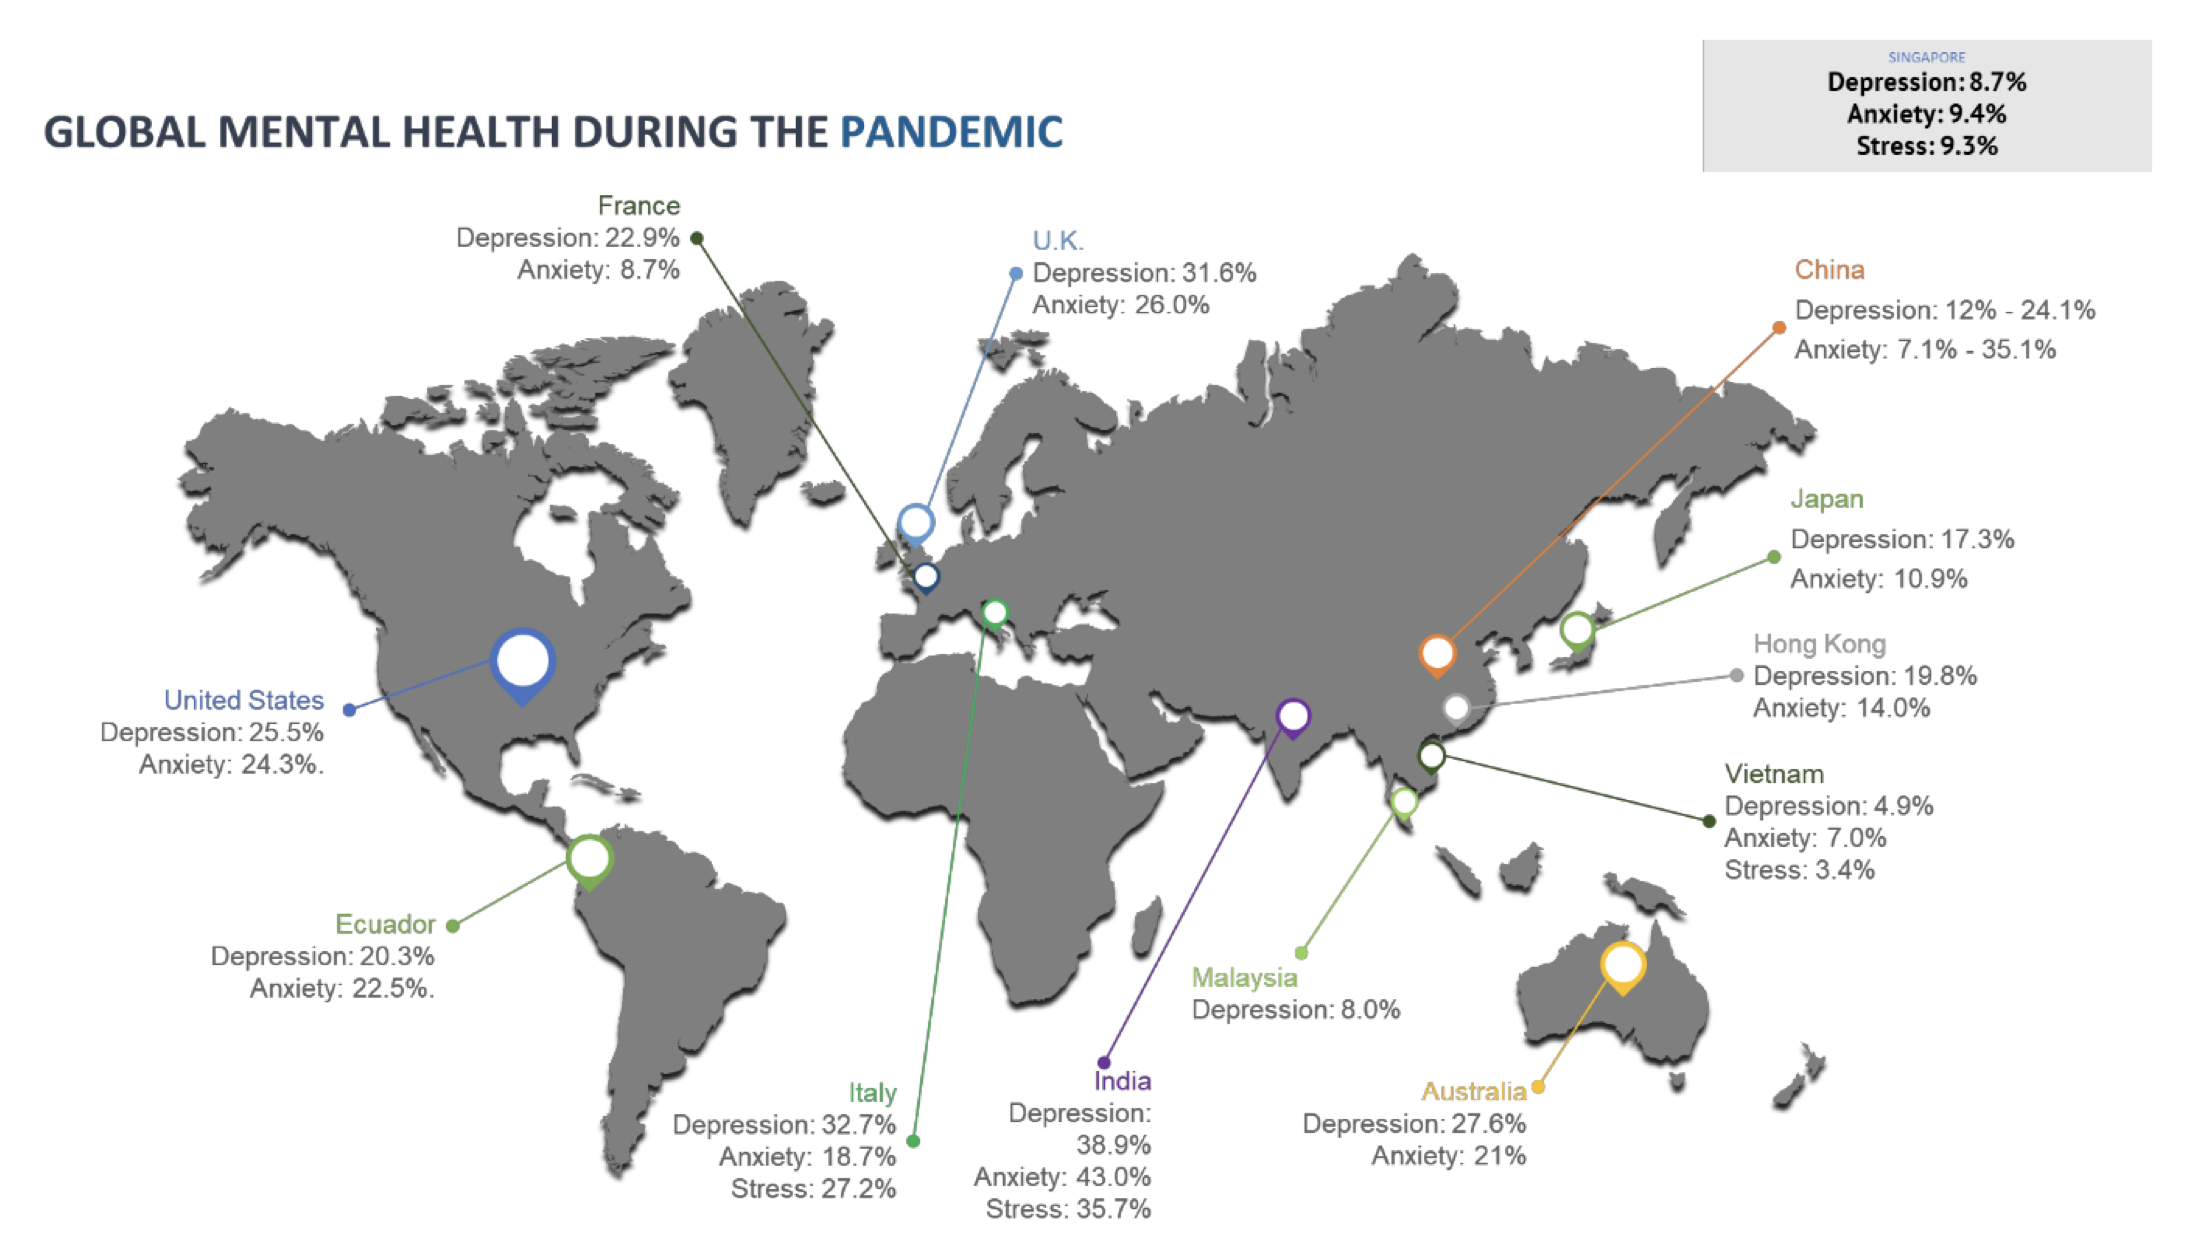 SINGAPORE
Depression: 8.7%
Anxiety: 9.4%
Stress: 9.3%
GLOBAL MENTAL HEALTH DURING THE PANDEMIC
France
Depression: 22.9%
Anxiety: 8.7%
U.K.
Depression: 31.6%
Anxiety: 26.0%
China
Depression: 12% - 24.1%
Anxiety: 7.1% - 35.1%
Japan
Depression: 17.3%
Anxiety: 10.9%
Hong Kong
Depression: 19.8%
Anxiety: 14.0%
United States
Depression: 25.5%
Anxiety: 24.3%.
Vietnam
Depression: 4.9%
Anxiety: 7.0%
Stress: 3.4%
Ecuador
Depression: 20.3%
Anxiety: 22.5%.
Malaysia
Depression: 8.0%
Italy
Depression: 32.7%
Anxiety: 18.7%
Stress: 27.2%
India
Depression:
38.9%
Anxiety: 43.0%
Stress: 35.7%
Australia
Depression: 27.6%
Anxiety: 21%